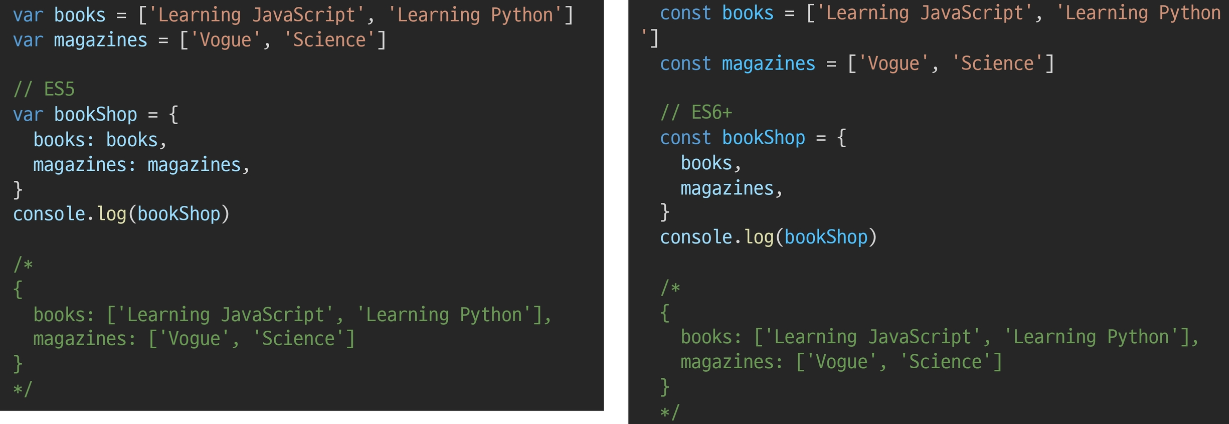 var books = ['Learning JavaScript', 'Learning Python']
var magazines = ['Vogue', 'Science']
// ES5
var bookShop = {
  books: books,
  magazines: magazines,
}
console.log(bookShop)
/*
{
  books: ['Learning JavaScript', 'Learning Python'],
  magazines: ['Vogue', 'Science']
}
*/
const books = ['Learning JavaScript', 'Learning Python
']
const magazines = ['Vogue', 'Science']
// ES6+
const bookShop = {
  books,
  magazines,
}
console.log(bookShop)
/*
{
  books: ['Learning JavaScript', 'Learning Python'],
  magazines: ['Vogue', 'Science']
}
*/